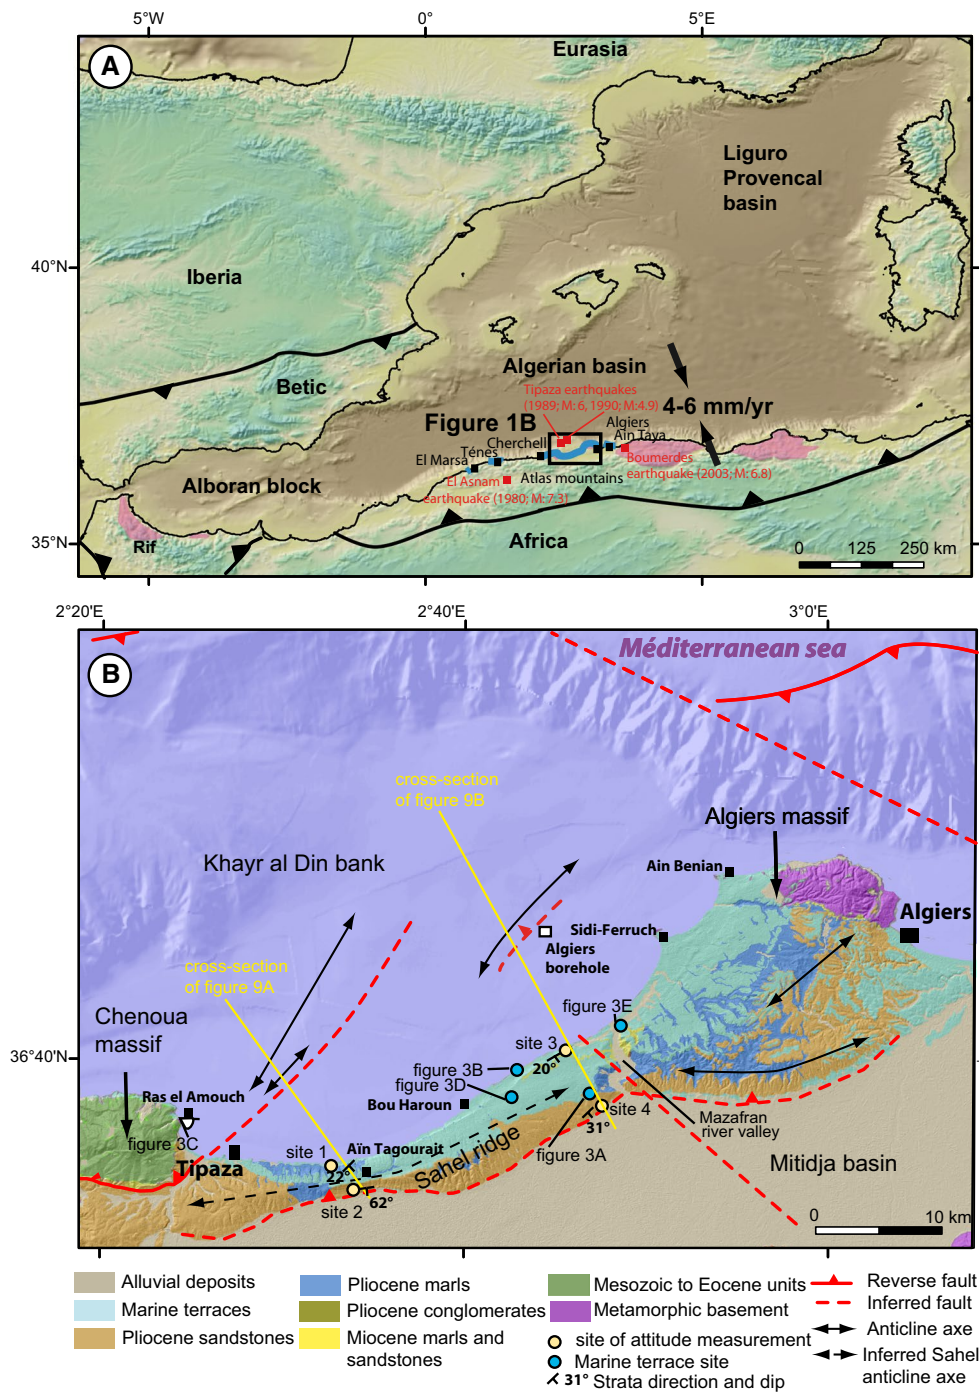 5°W 0° 5°E
A
Eurasia
Liguro
Provencal
basin
40°N
Iberia
Algerian basin
Betic
Tipaza earthquakes
(1989; M: 6, 1990; M:4.9)
4-6 mm/yr
Figure 1B
Algiers
Cherchell
Ain Taya
Ténes
El Marsa
Boumerdes
earthquake (2003; M: 6.8)
El Asnam
earthquake (1980; M: 7.3)
Atlas mountains
Alboran block
Africa
Rif
35°N
0 125 250 km
2°20'E 2°40'E 3°0'E
B
Méditerranean sea
cross-section
of figure 9B
Algiers massif
Khayr al Din bank
Ain Benian
Algiers
Sidi-Ferruch
Algiers
borehole
cross-section
of figure 9A
Chenoua
massif
figure 3E
36°40'N
site 3
20°
figure 3B
figure 3D
Ras el Amouch
Bou Haroun
site 4
31°
Mazafran
river valley
figure 3C
Tipaza
site 1
22°
Aïn Tagourait
Sahel ridge
figure 3A
Mitidja basin
62°
site 2
0 10 km
Alluvial deposits
Marine terraces
Pliocene sandstones
Pliocene marls
Pliocene conglomerates
Miocene marls and
sandstones
Mesozoic to Eocene units
Metamorphic basement
site of attitude measurement
Marine terrace site
31° Strata direction and dip
Reverse fault
Inferred fault
Anticline axe
Inferred Sahel
anticline axe